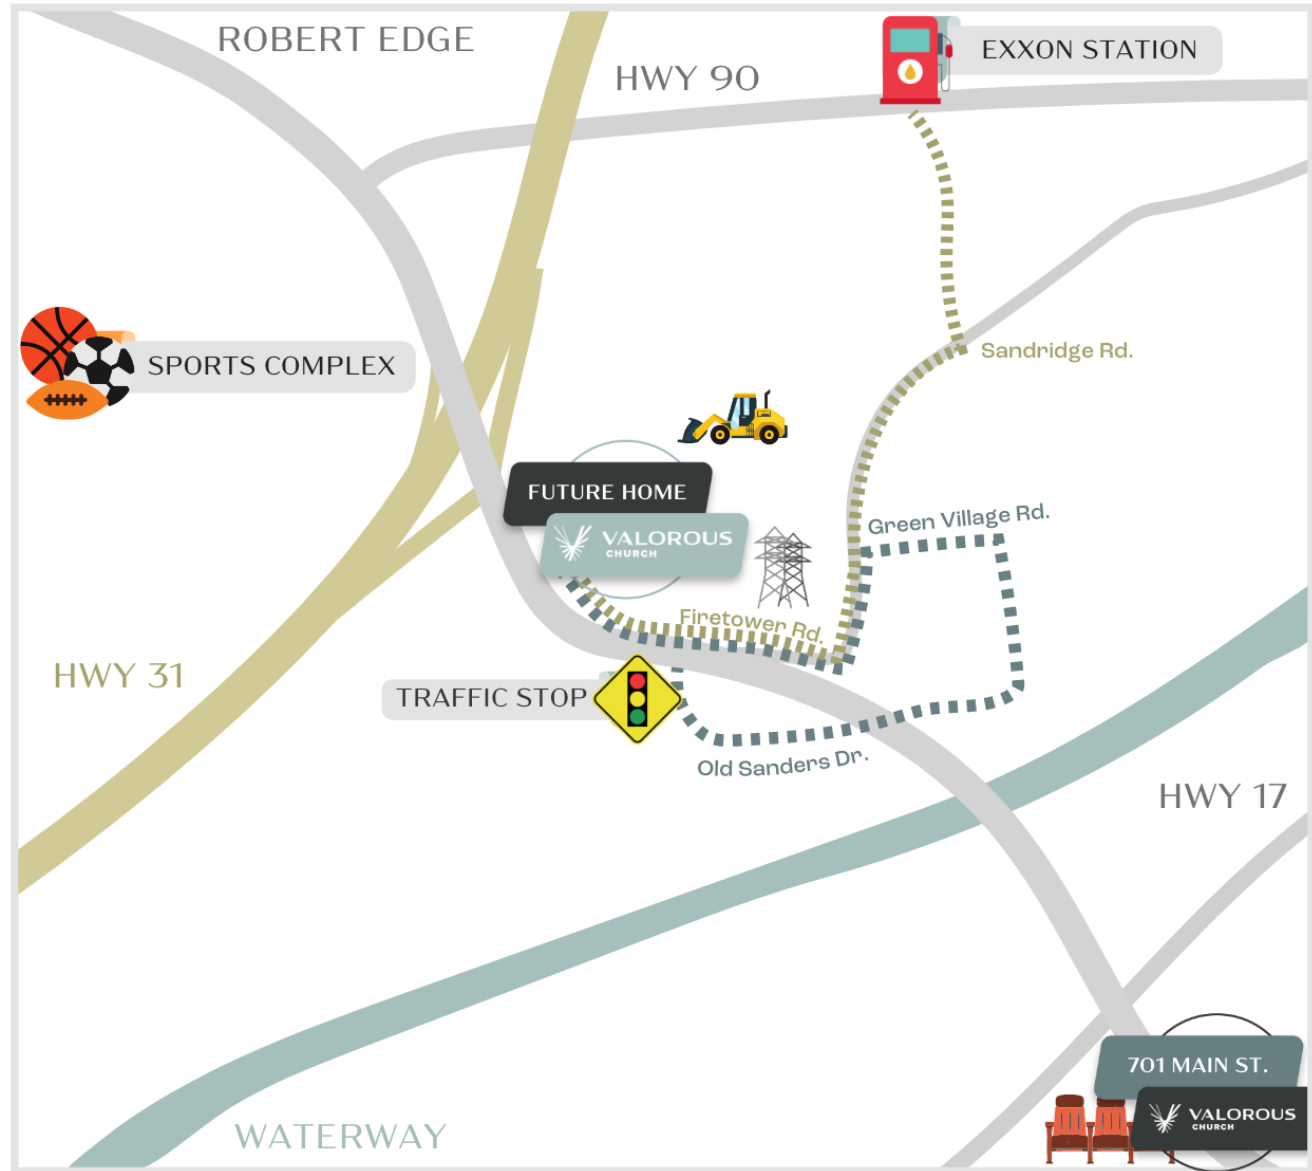 ROBERT EDGE
HWY 90
EXXON STATION
SPORTS COMPLEX
Sandridge Rd.
FUTURE HOME
VALOROUS
CHURCH
Green Village Rd.
Firetower Rd.
HWY 31
TRAFFIC STOP
Old Sanders Dr.
HWY 17
701 MAIN ST.
VALOROUS
CHURCH
WATERWAY